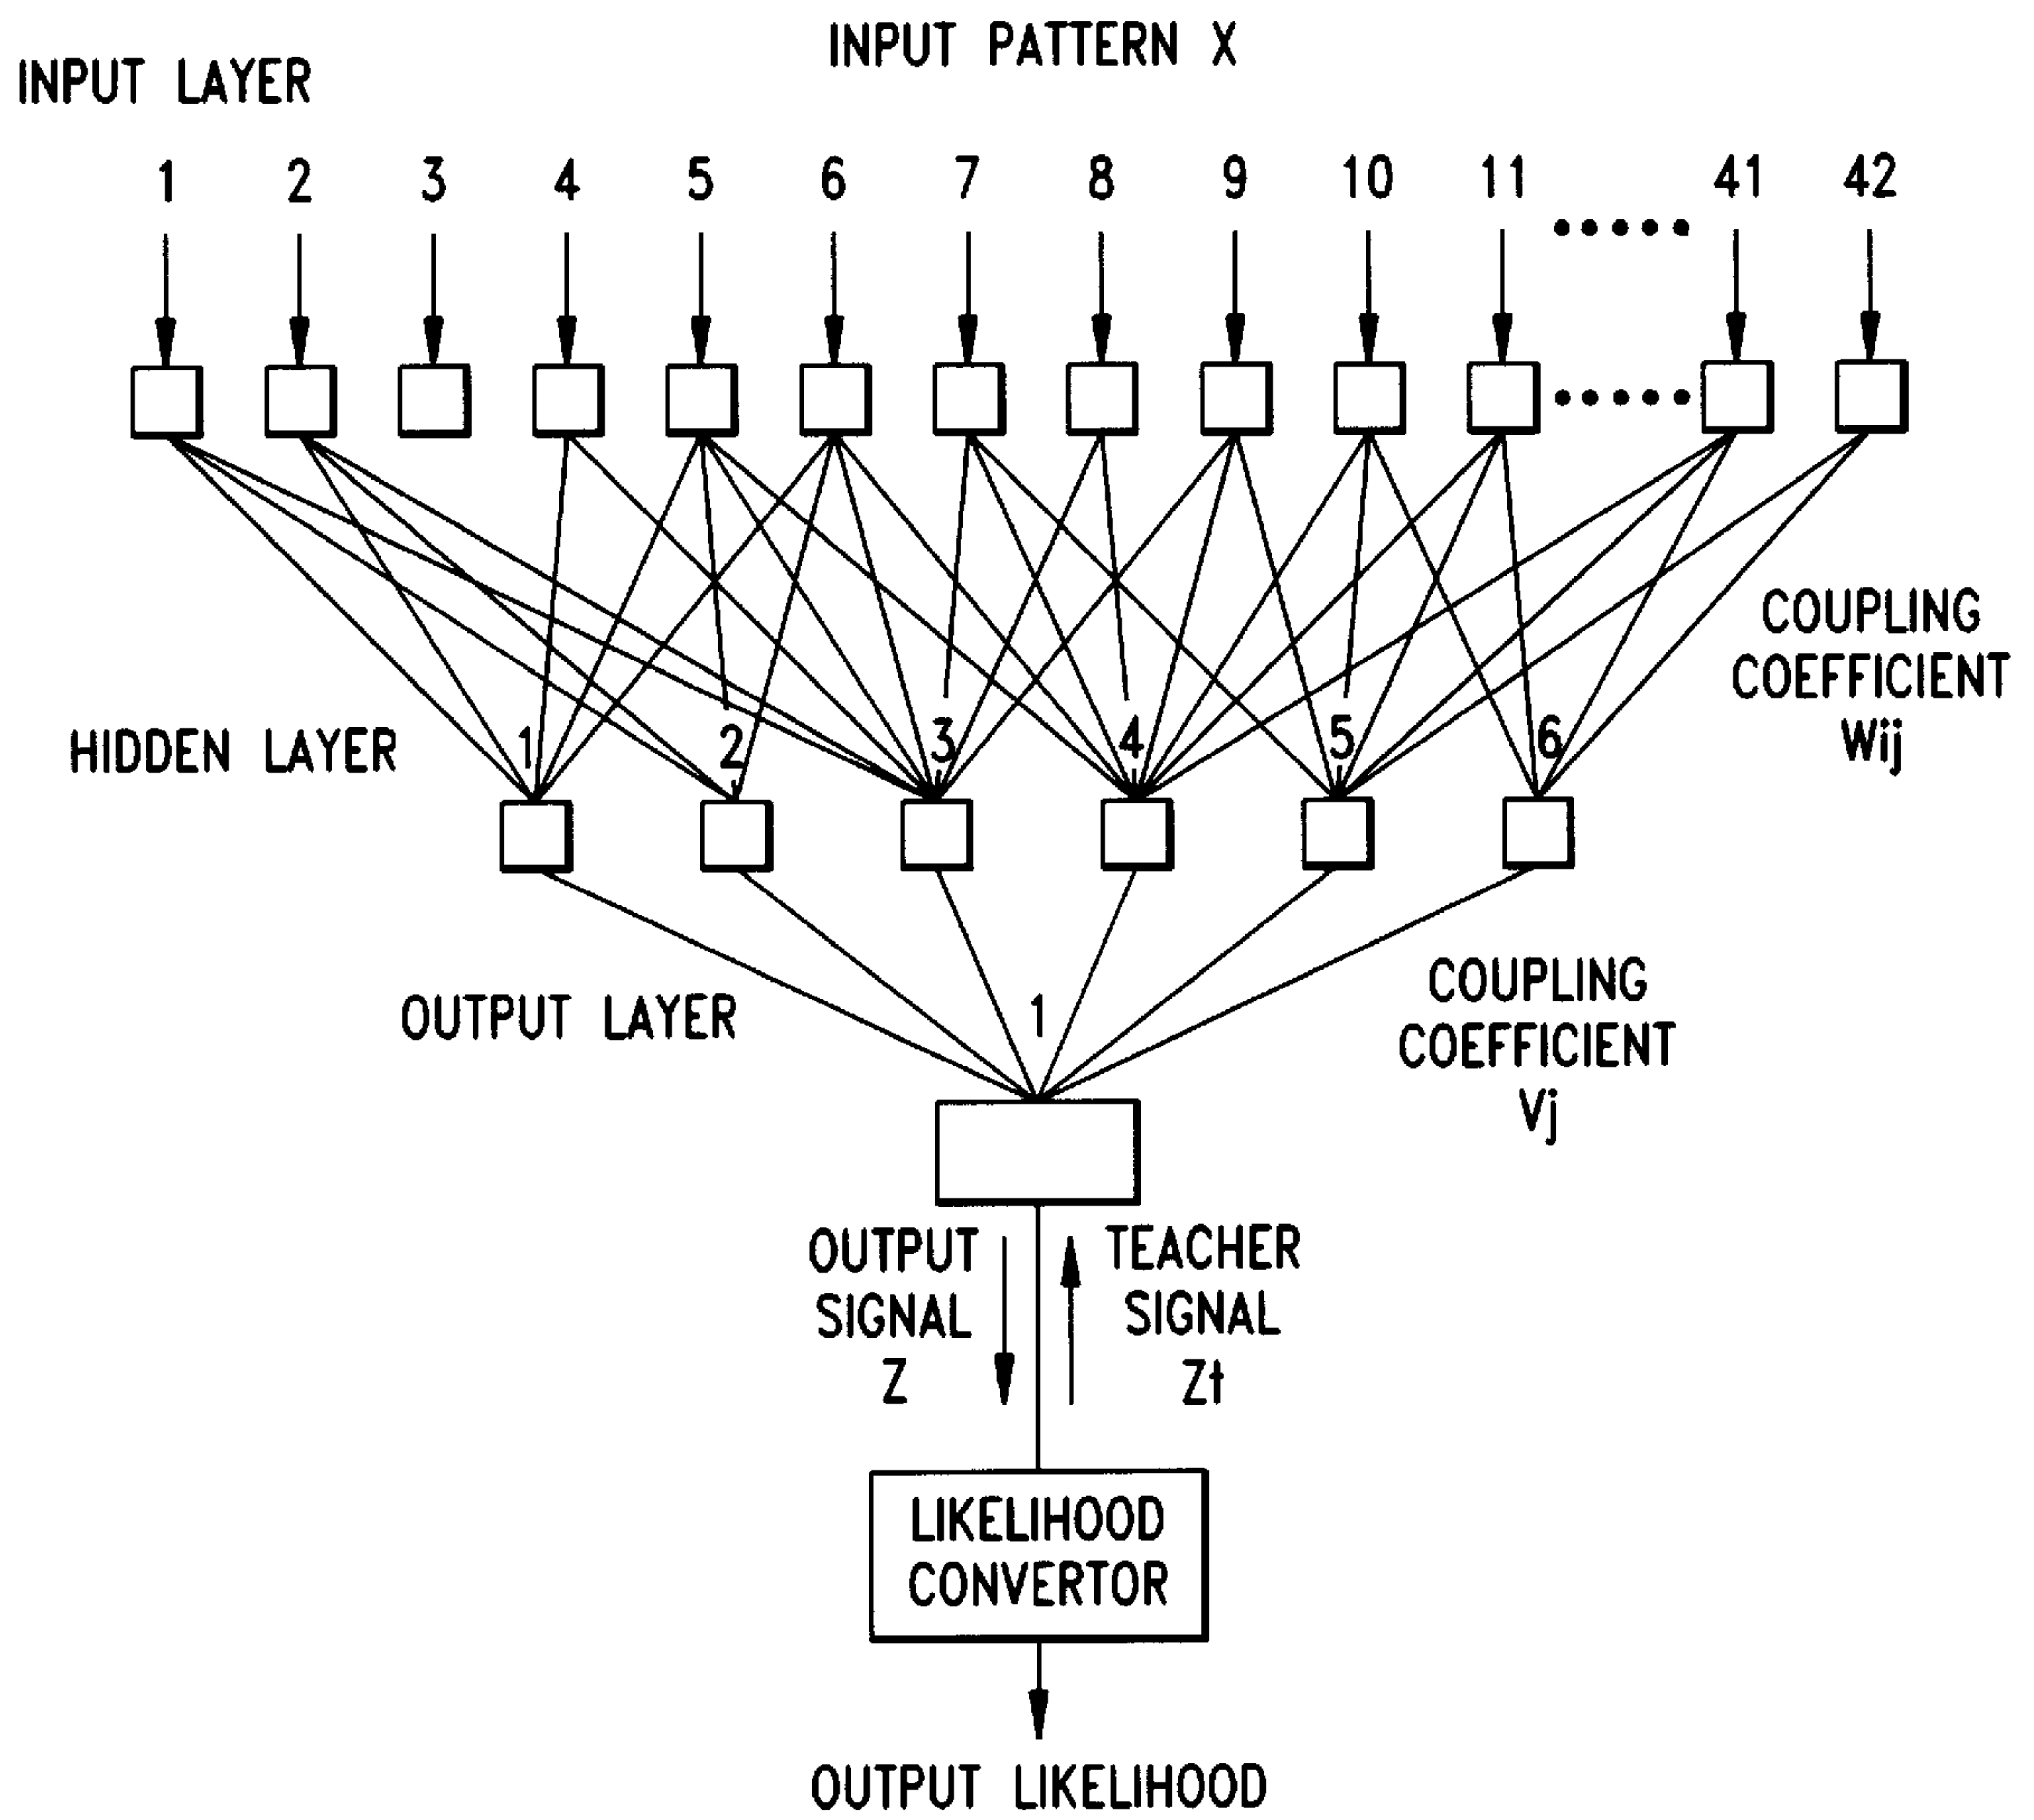 INPUT PATTERN X
INPUT LAYER
1 2 3 4 5 6 7 8 9 10 11 ..... 41 42
.....
COUPLING
COEFFICIENT
Wij
HIDDEN LAYER
1 2 3 4 5 6
COUPLING
COEFFICIENT
Vj
OUTPUT LAYER
1
OUTPUT
SIGNAL
Z
TEACHER
SIGNAL
Zt
LIKELIHOOD
CONVERTOR
OUTPUT LIKELIHOOD